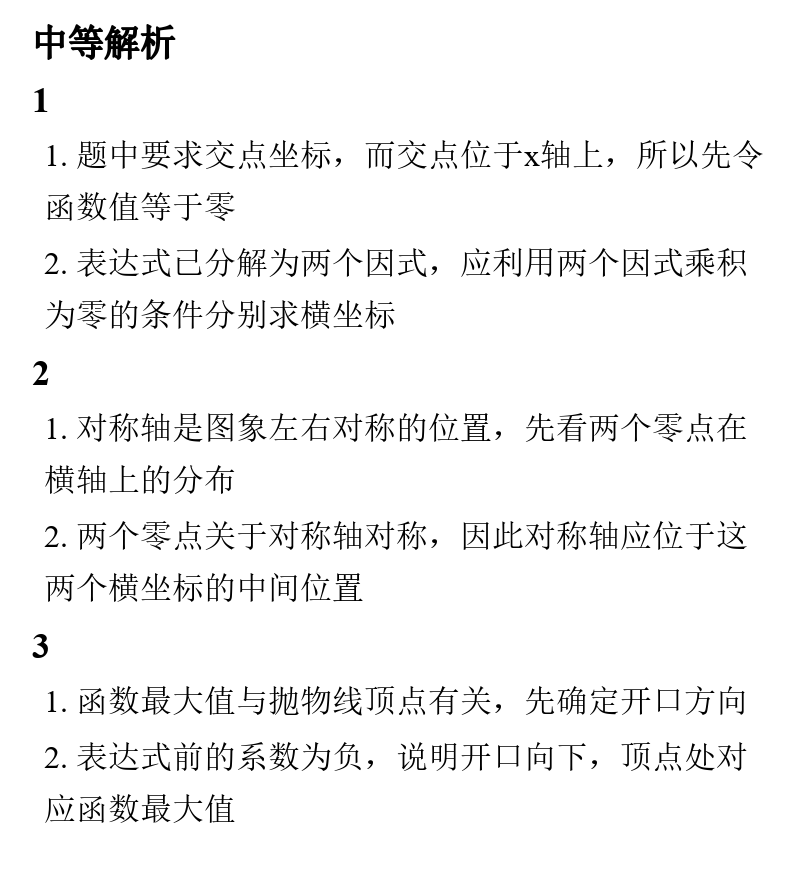 中等解析
1
1. 题中要求交点坐标，而交点位于x轴上，所以先令
函数值等于零
2. 表达式已分解为两个因式，应利用两个因式乘积
为零的条件分别求横坐标
2
1. 对称轴是图象左右对称的位置，先看两个零点在
横轴上的分布
2. 两个零点关于对称轴对称，因此对称轴应位于这
两个横坐标的中间位置
3
1. 函数最大值与抛物线顶点有关，先确定开口方向
2. 表达式前的系数为负，说明开口向下，顶点处对
应函数最大值